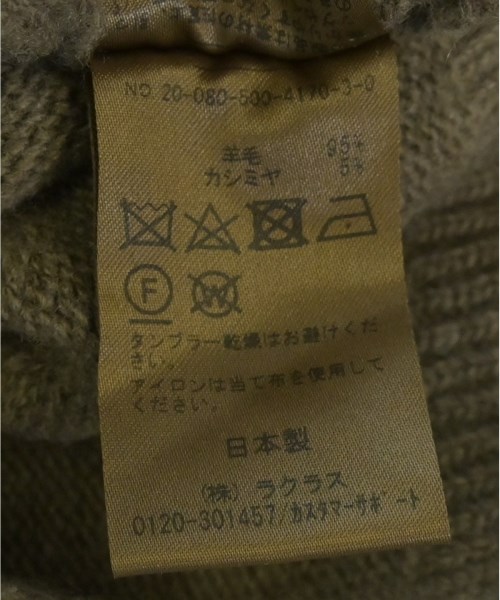 NO 20-080-500-4170-3-0
羊毛 95%
カシミヤ 5%
F
W
タンブラー乾燥はお避けくだ
さい。
アイロンは当て布を使用して
ください。
日本製
(株) ラクラス
0120-301457/カスタマーサポート